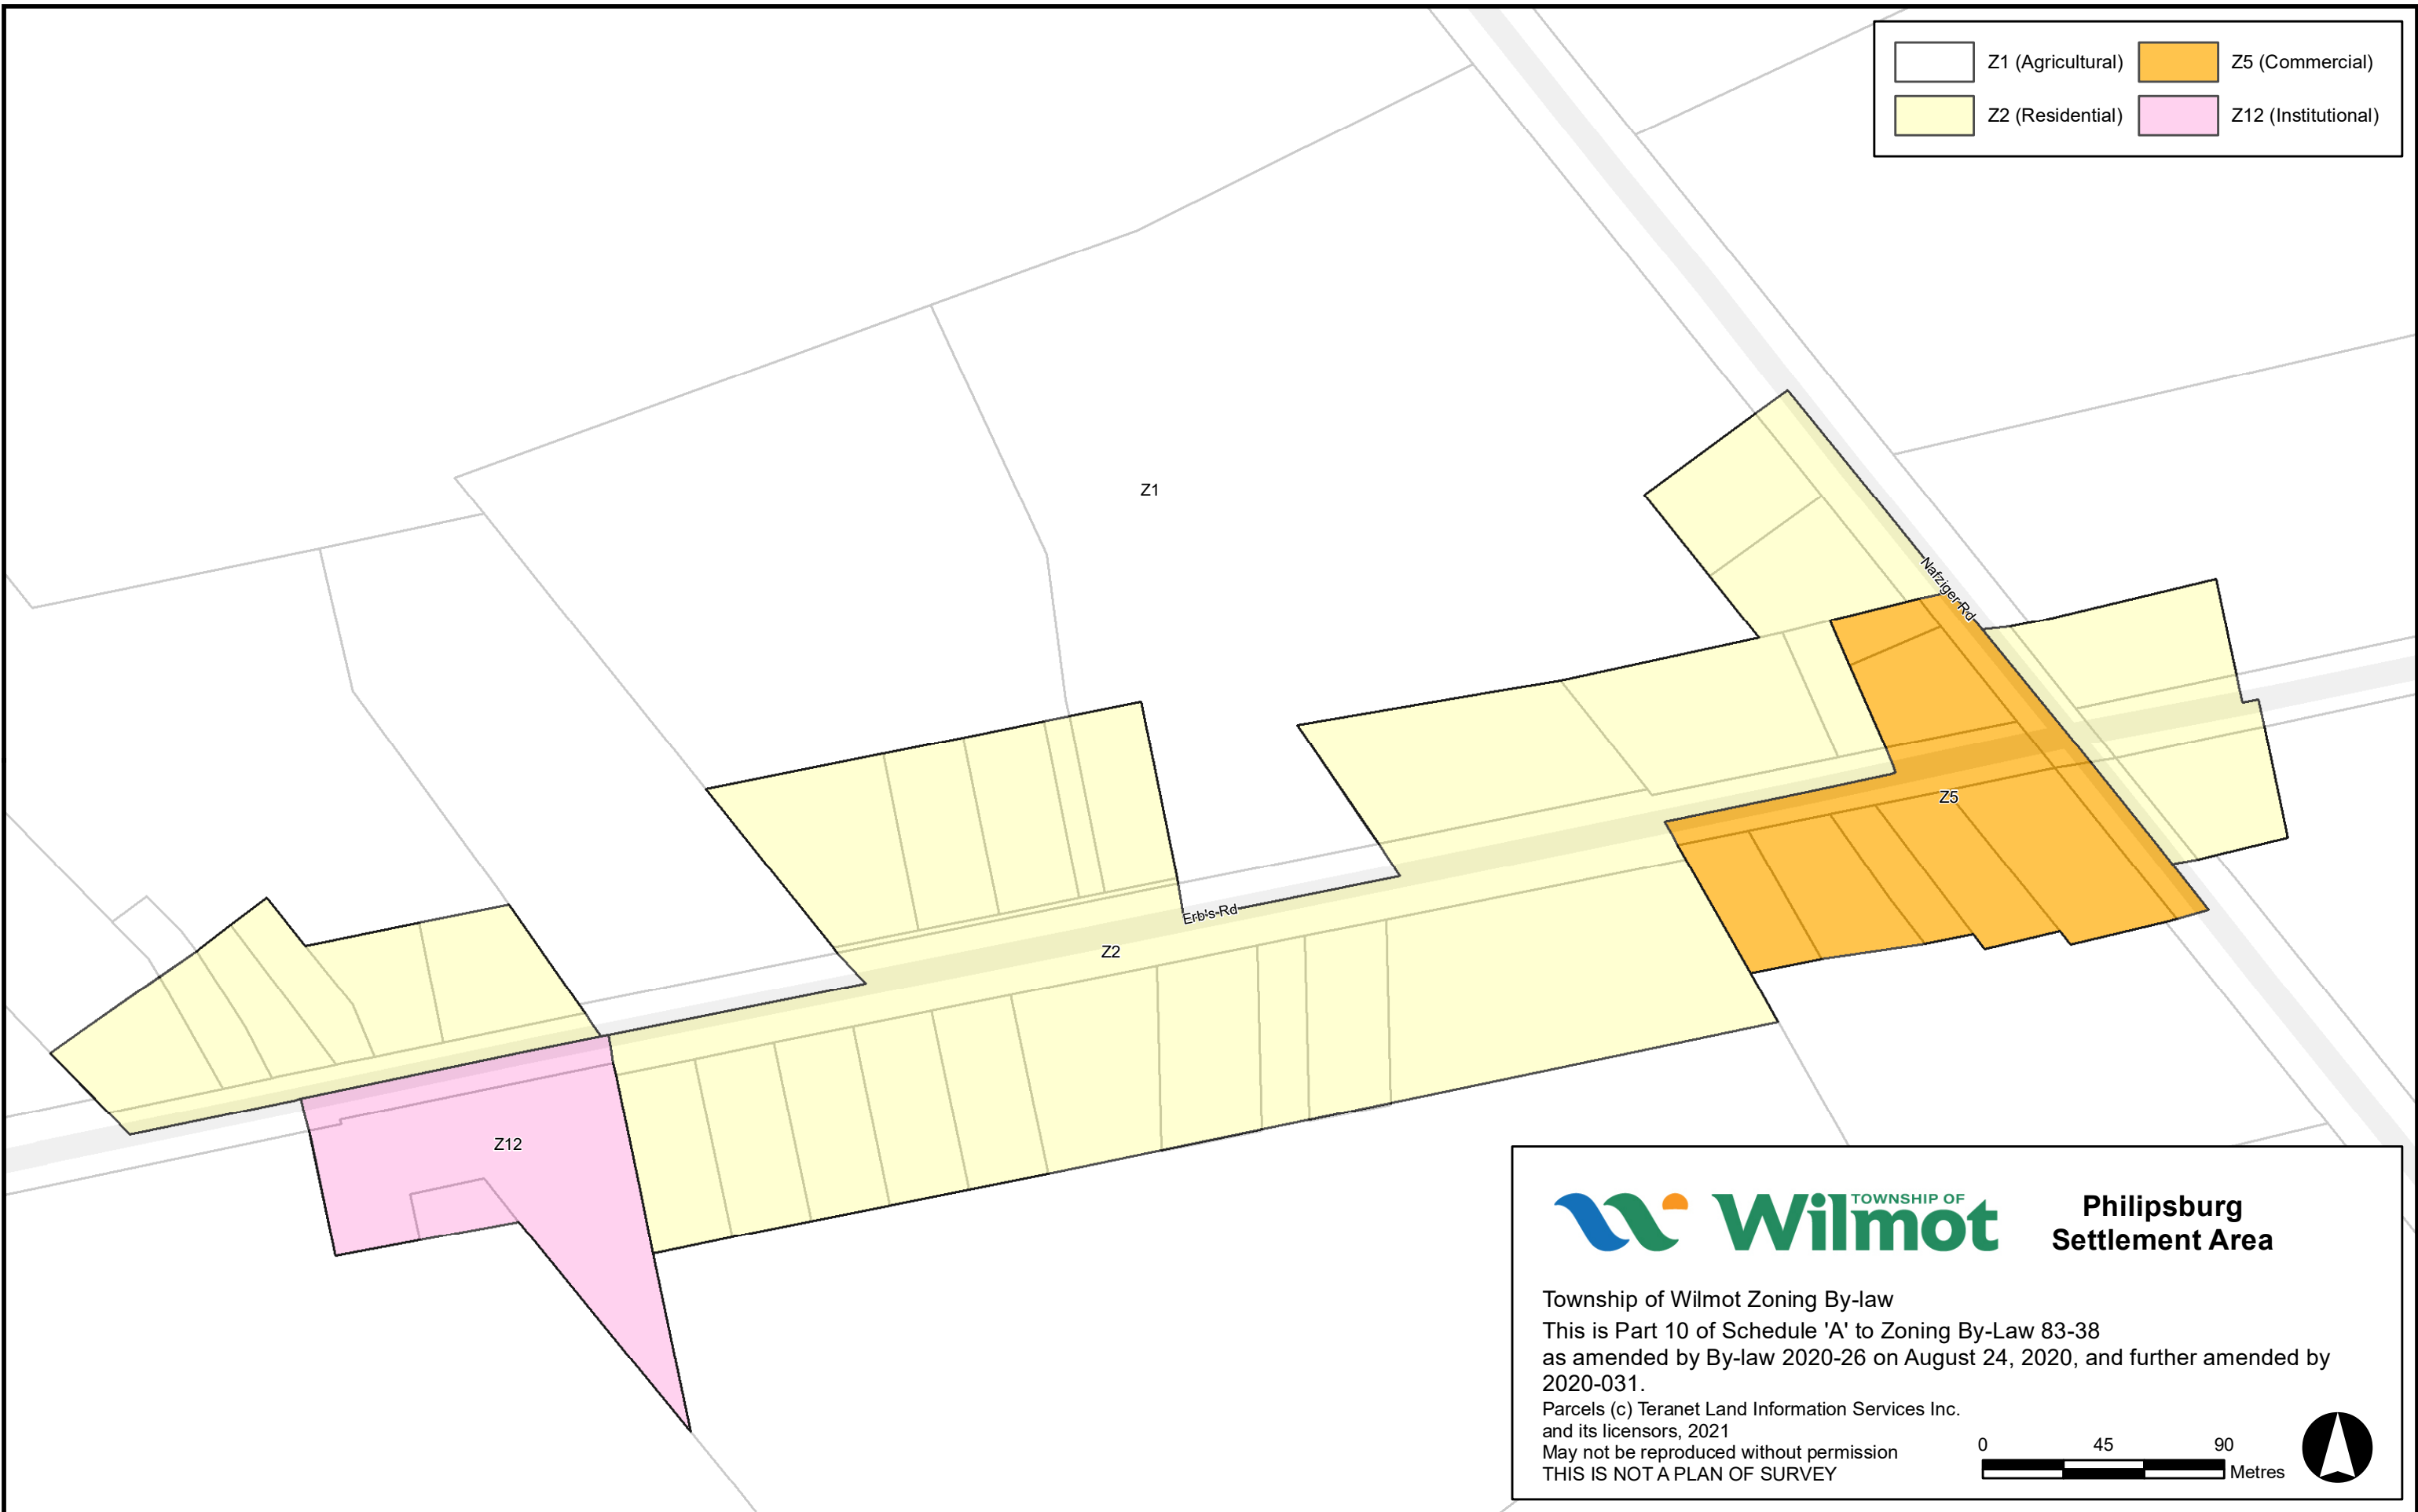 Z1 (Agricultural)
Z5 (Commercial)
Z2 (Residential)
Z12 (Institutional)
Z1
Nafziger Rd
Z5
Erb's Rd
Z2
Z12
TOWNSHIP OF
Wilmot
Philipsburg
Settlement Area
Township of Wilmot Zoning By-law
This is Part 10 of Schedule 'A' to Zoning By-Law 83-38
as amended by By-law 2020-26 on August 24, 2020, and further amended by
2020-031.
Parcels (c) Teranet Land Information Services Inc.
and its licensors, 2021
May not be reproduced without permission
THIS IS NOT A PLAN OF SURVEY
0 45 90
Metres